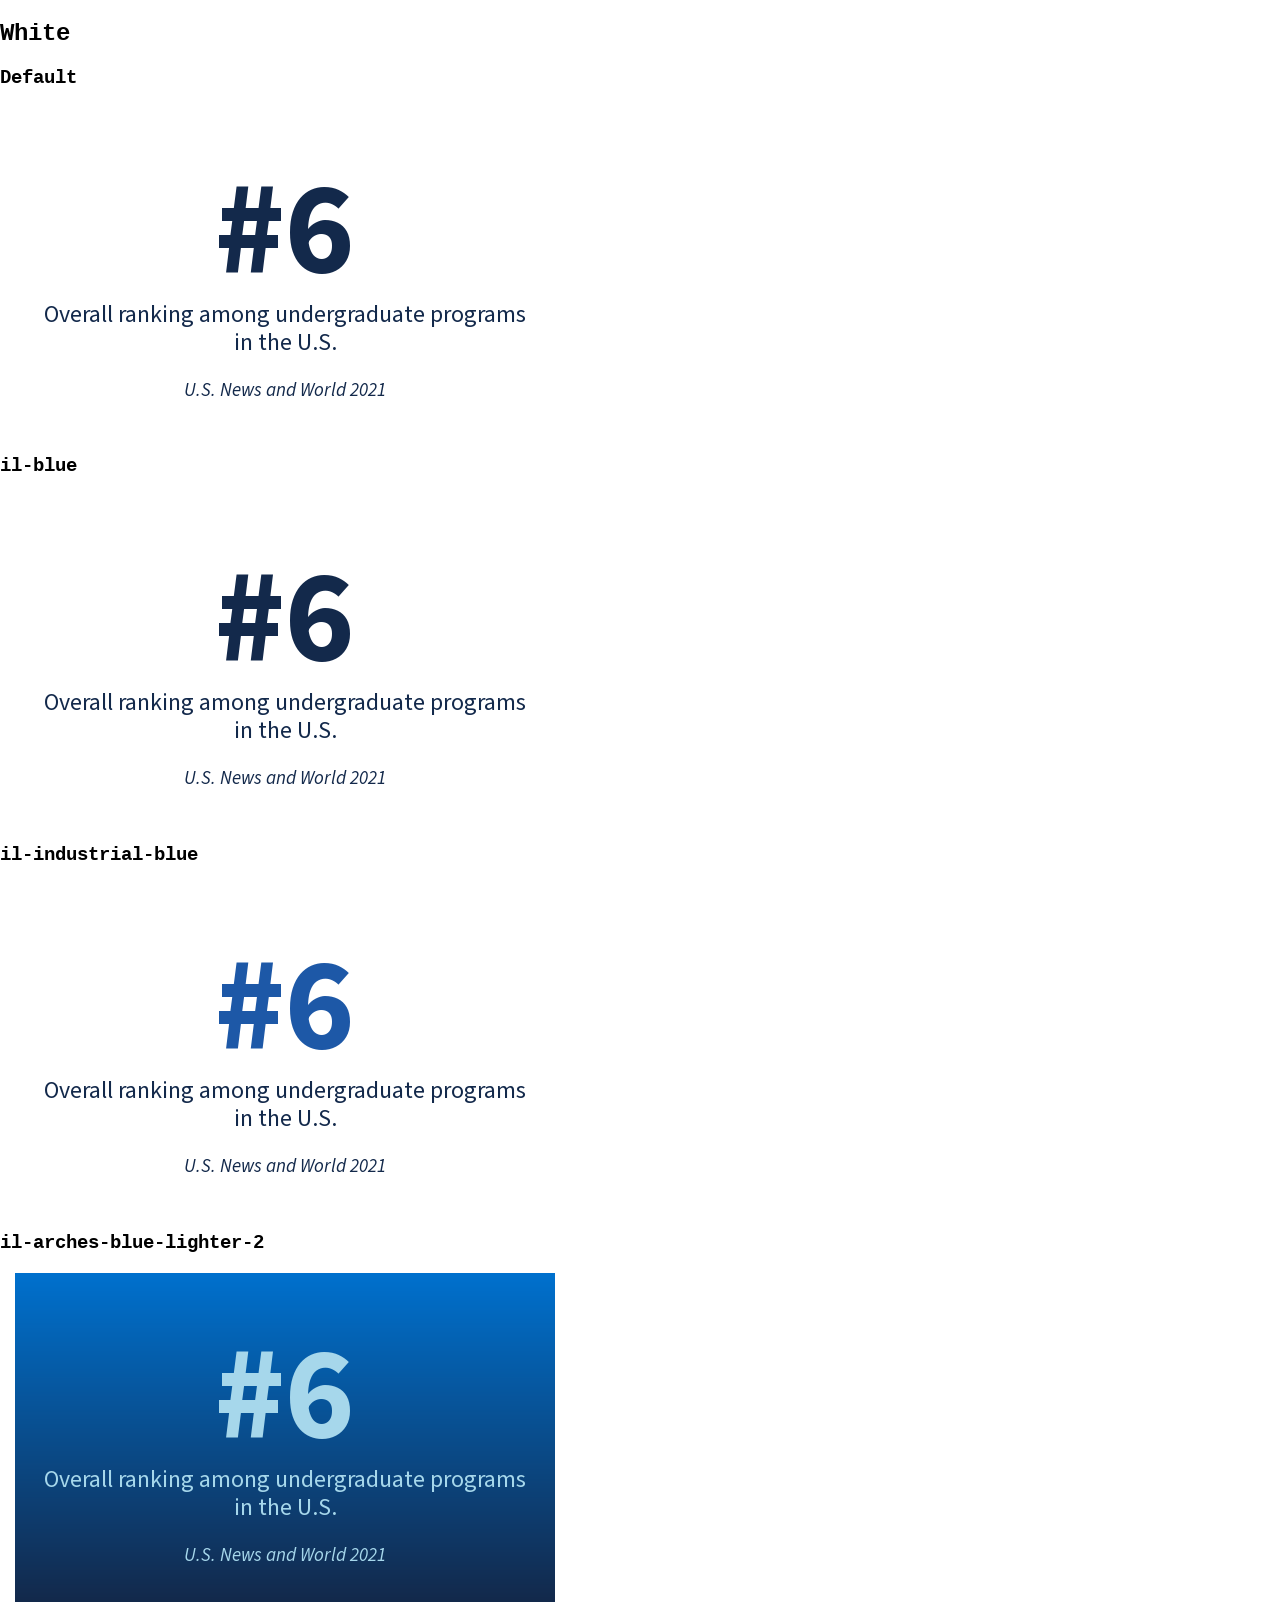 White
Default
#6
Overall ranking among undergraduate programs
in the U.S.
U.S. News and World 2021
il-blue
#6
Overall ranking among undergraduate programs
in the U.S.
U.S. News and World 2021
il-industrial-blue
#6
Overall ranking among undergraduate programs
in the U.S.
U.S. News and World 2021
il-arches-blue-lighter-2
#6
Overall ranking among undergraduate programs
in the U.S.
U.S. News and World 2021